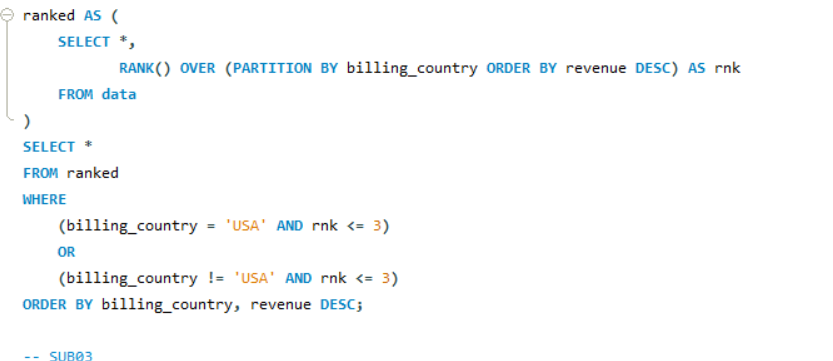 ranked AS (
SELECT *,
RANK() OVER (PARTITION BY billing_country ORDER BY revenue DESC) AS rnk
FROM data
)
SELECT *
FROM ranked
WHERE
(billing_country = 'USA' AND rnk <= 3)
OR
(billing_country != 'USA' AND rnk <= 3)
ORDER BY billing_country, revenue DESC;
-- SUB03